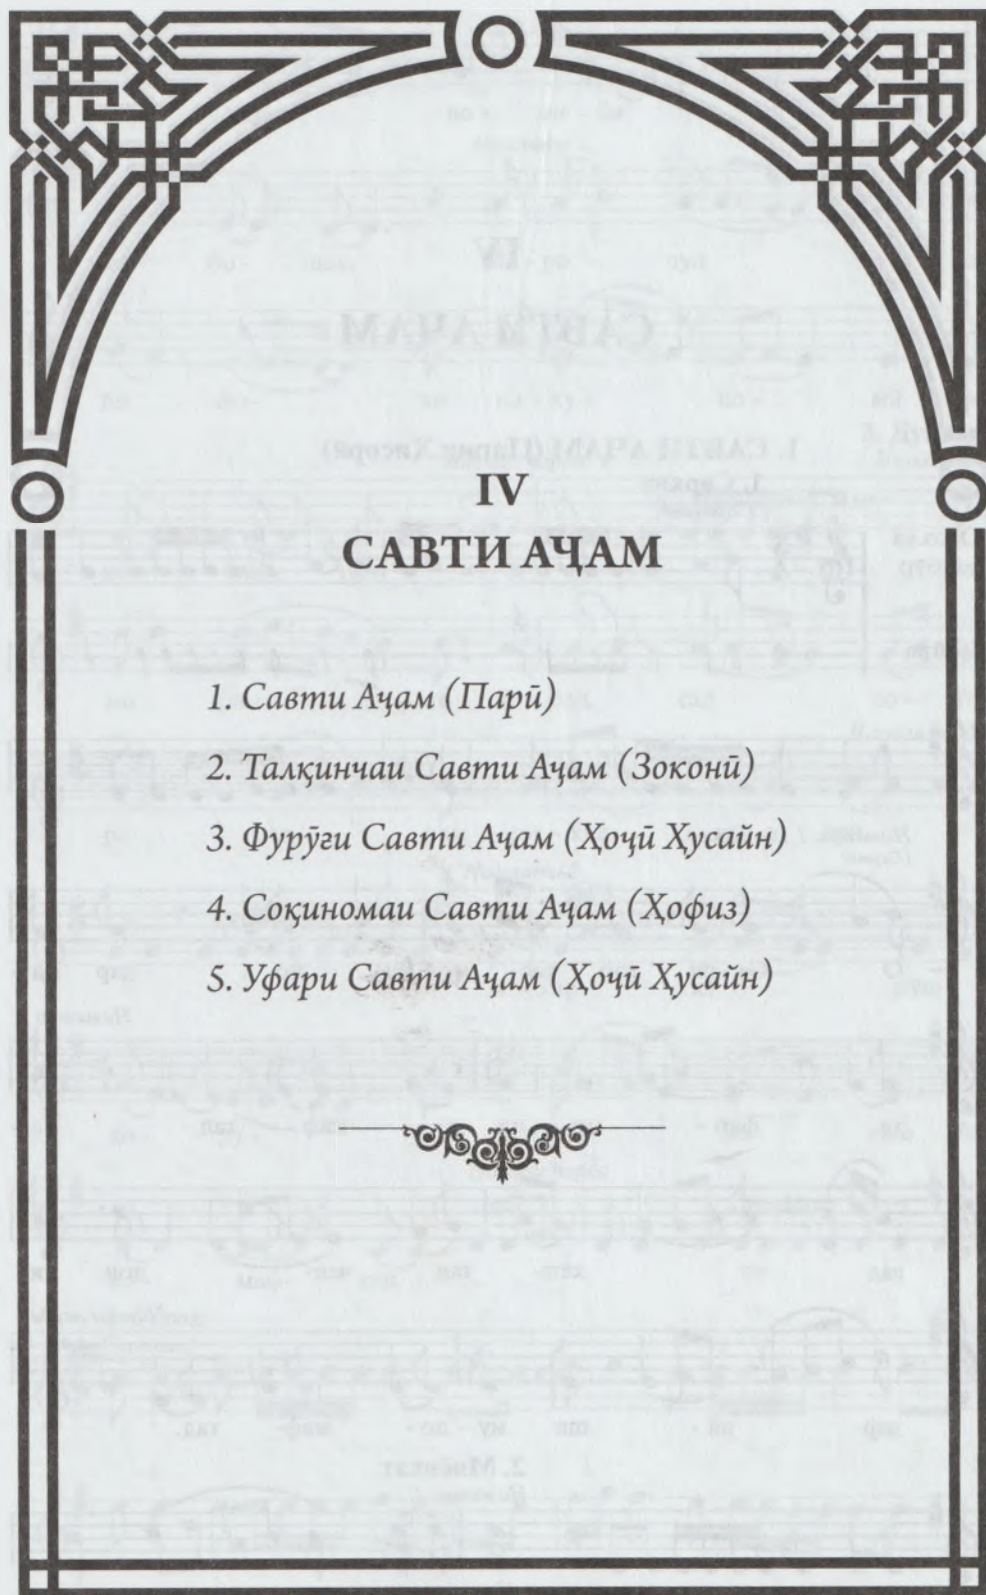 IV
САВТИ АҶАМ
1. Савти Аҷам (Парӣ)
2. Талқинчаи Савти Аҷам (Зоконӣ)
3. Фурӯғи Савти Аҷам (Ҳоҷӣ Ҳусайн)
4. Соқиномаи Савти Аҷам (Ҳофиз)
5. Уфари Савти Аҷам (Ҳоҷӣ Ҳусайн)